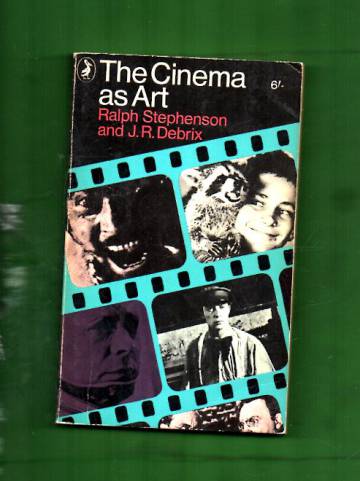 The Cinema
as Art
6/-
Ralph Stephenson
and J. R. Debrix